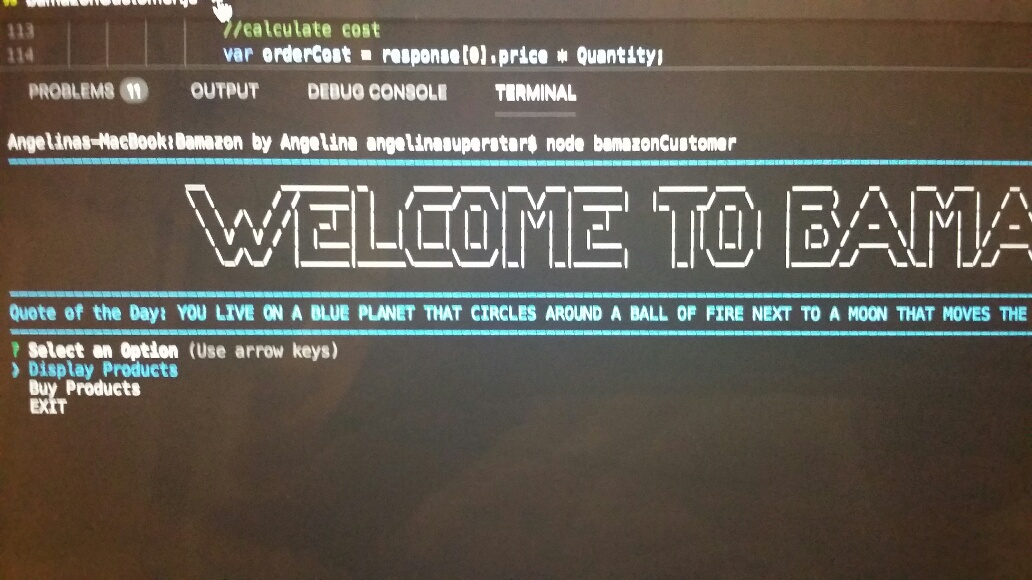 113 //calculate cost
114 var orderCost = response[0].price * Quantity;
PROBLEMS 11 OUTPUT DEBUG CONSOLE TERMINAL
Angelinas-MacBook:Bamazon by Angelina angelinasuperstar$ node bamazonCustomer
WELCOME TO BAMA
Quote of the Day: YOU LIVE ON A BLUE PLANET THAT CIRCLES AROUND A BALL OF FIRE NEXT TO A MOON THAT MOVES THE
? Select an Option (Use arrow keys)
❯ Display Products
Buy Products
EXIT